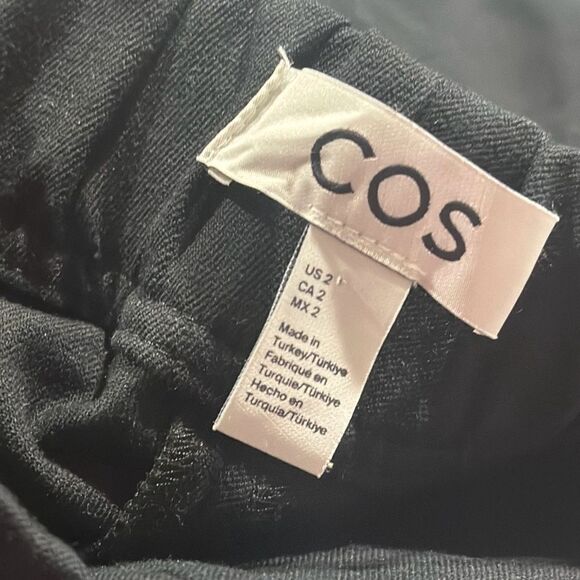 COS
US 2
CA 2
MX 2
Made in
Turkey/Türkiye
Fabriqué en
Turquie/Türkiye
Hecho en
Turquía/Türkiye